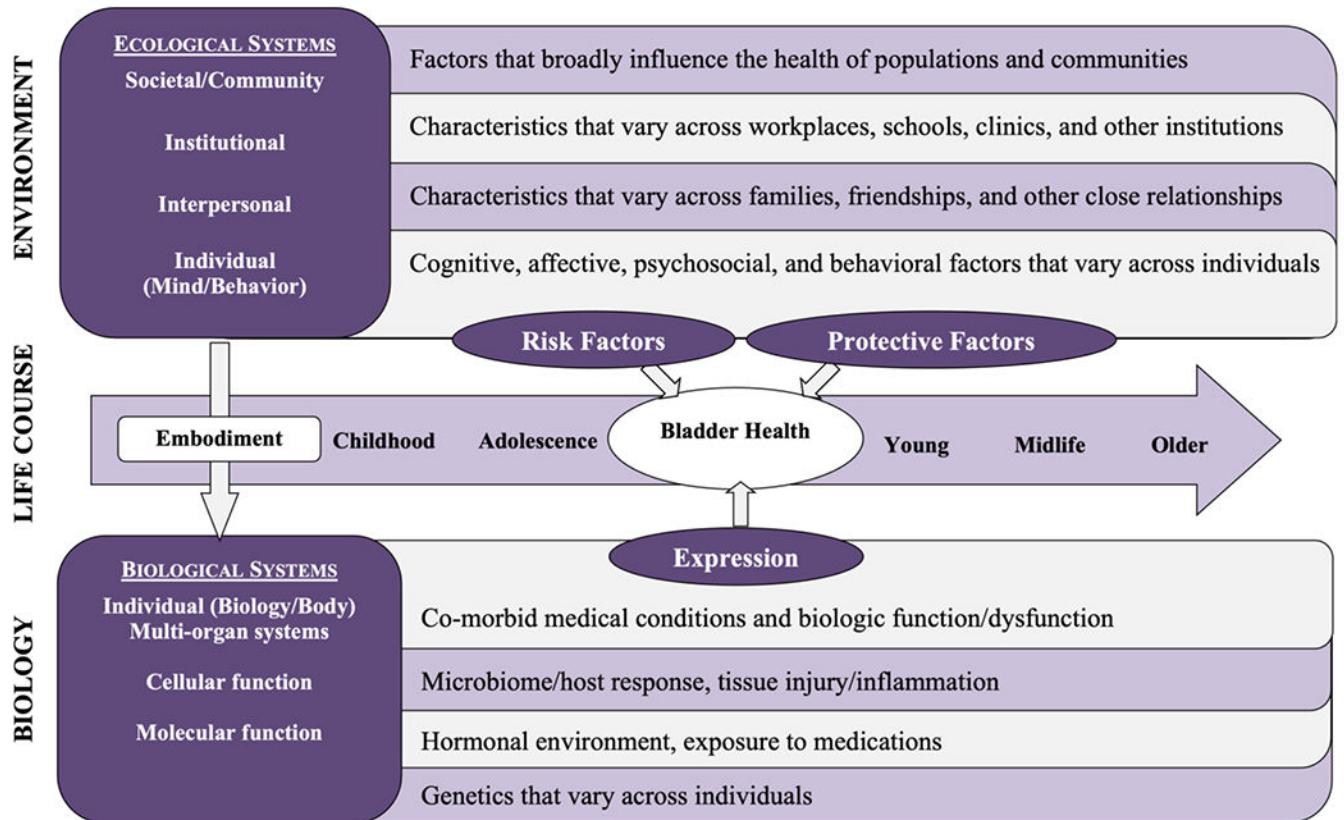 ENVIRONMENT
ECOLOGICAL SYSTEMS
Societal/Community
Institutional
Interpersonal
Individual
(Mind/Behavior)
Factors that broadly influence the health of populations and communities
Characteristics that vary across workplaces, schools, clinics, and other institutions
Characteristics that vary across families, friendships, and other close relationships
Cognitive, affective, psychosocial, and behavioral factors that vary across individuals
Risk Factors
Protective Factors
LIFE COURSE
Embodiment
Childhood
Adolescence
Bladder Health
Young
Midlife
Older
Expression
BIOLOGY
BIOLOGICAL SYSTEMS
Individual (Biology/Body)
Multi-organ systems
Cellular function
Molecular function
Co-morbid medical conditions and biologic function/dysfunction
Microbiome/host response, tissue injury/inflammation
Hormonal environment, exposure to medications
Genetics that vary across individuals